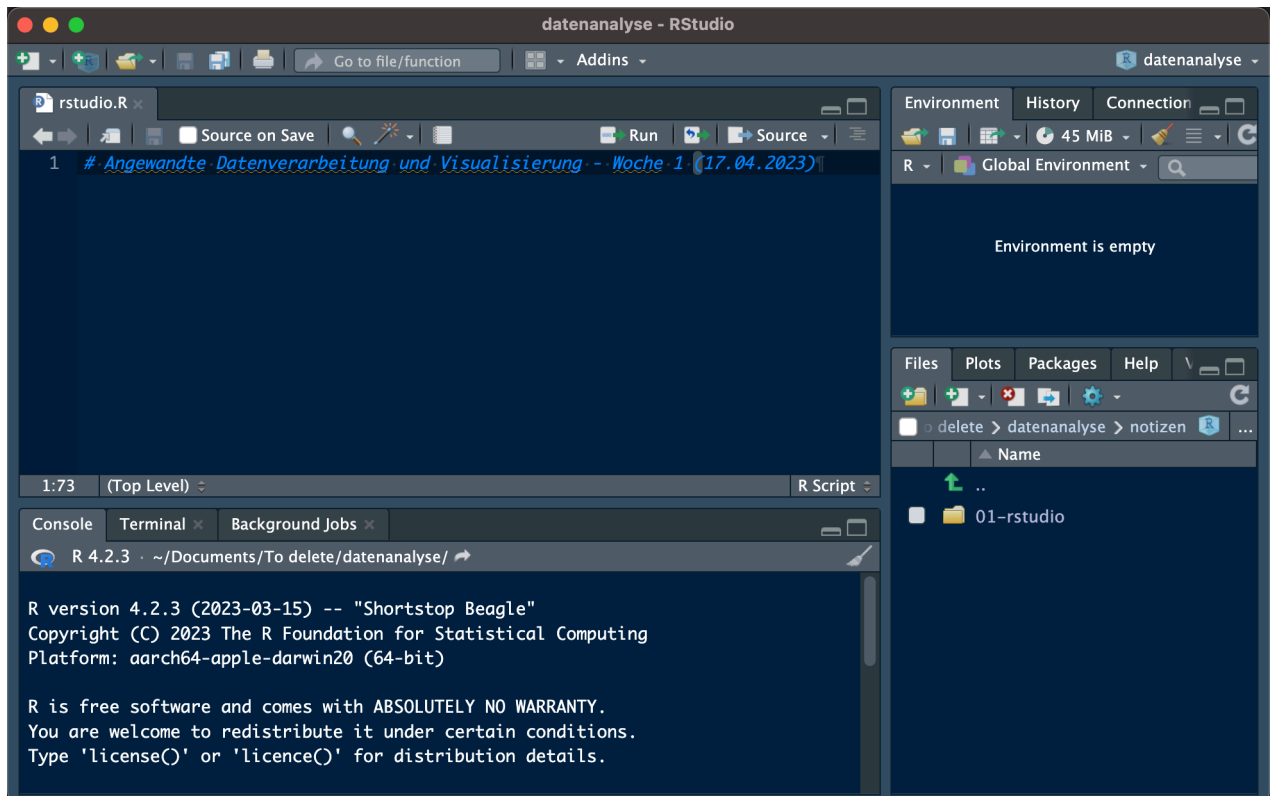 datenanalyse - RStudio
Go to file/function
Addins
datenanalyse
rstudio.R
Source on Save
Run
Source
1 # Angewandte Datenverarbeitung und Visualisierung - Woche 1 (17.04.2023)
1:73 (Top Level) R Script
Console Terminal Background Jobs
R 4.2.3 · ~/Documents/To delete/datenanalyse/
R version 4.2.3 (2023-03-15) -- "Shortstop Beagle"
Copyright (C) 2023 The R Foundation for Statistical Computing
Platform: aarch64-apple-darwin20 (64-bit)
R is free software and comes with ABSOLUTELY NO WARRANTY.
You are welcome to redistribute it under certain conditions.
Type 'license()' or 'licence()' for distribution details.
Environment History Connection
45 MiB
R Global Environment
Environment is empty
Files Plots Packages Help
delete datenanalyse notizen ...
Name
..
01-rstudio